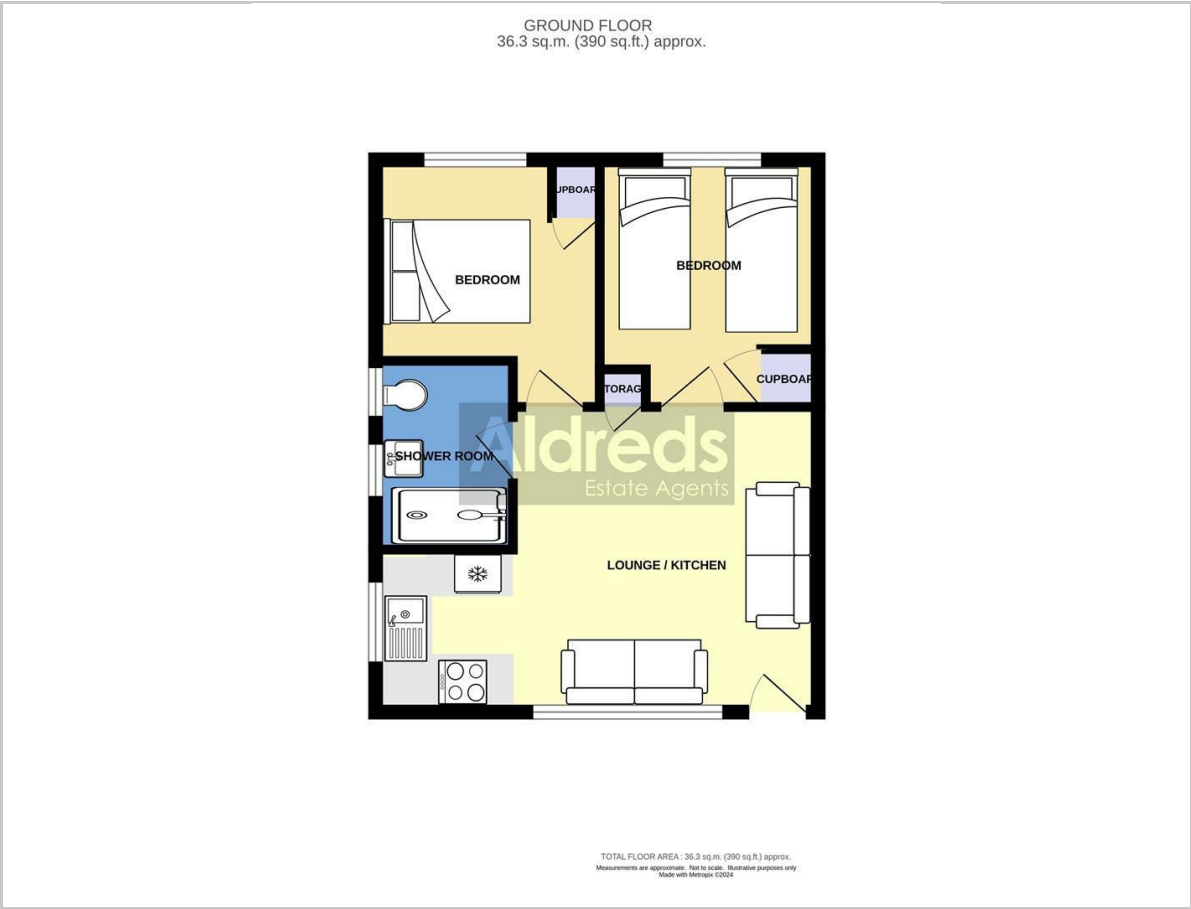 GROUND FLOOR
36.3 sq.m. (390 sq.ft.) approx.
UPBOAR
BEDROOM
BEDROOM
CUPBOAR
TORAG
Aldreds
SHOWER ROOM
Estate Agents
LOUNGE / KITCHEN
TOTAL FLOOR AREA : 36.3 sq.m. (390 sq.ft.) approx.
Measurements are approximate. Not to scale. Illustrative purposes only
Made with Metropix ©2024